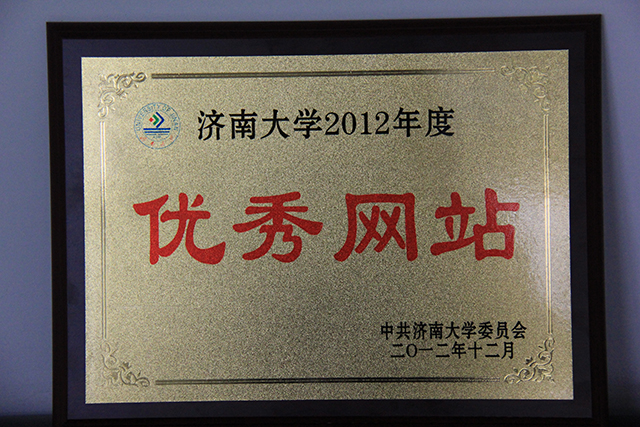 济南大学2012年度
优秀网站
中共济南大学委员会
二〇一二年十二月